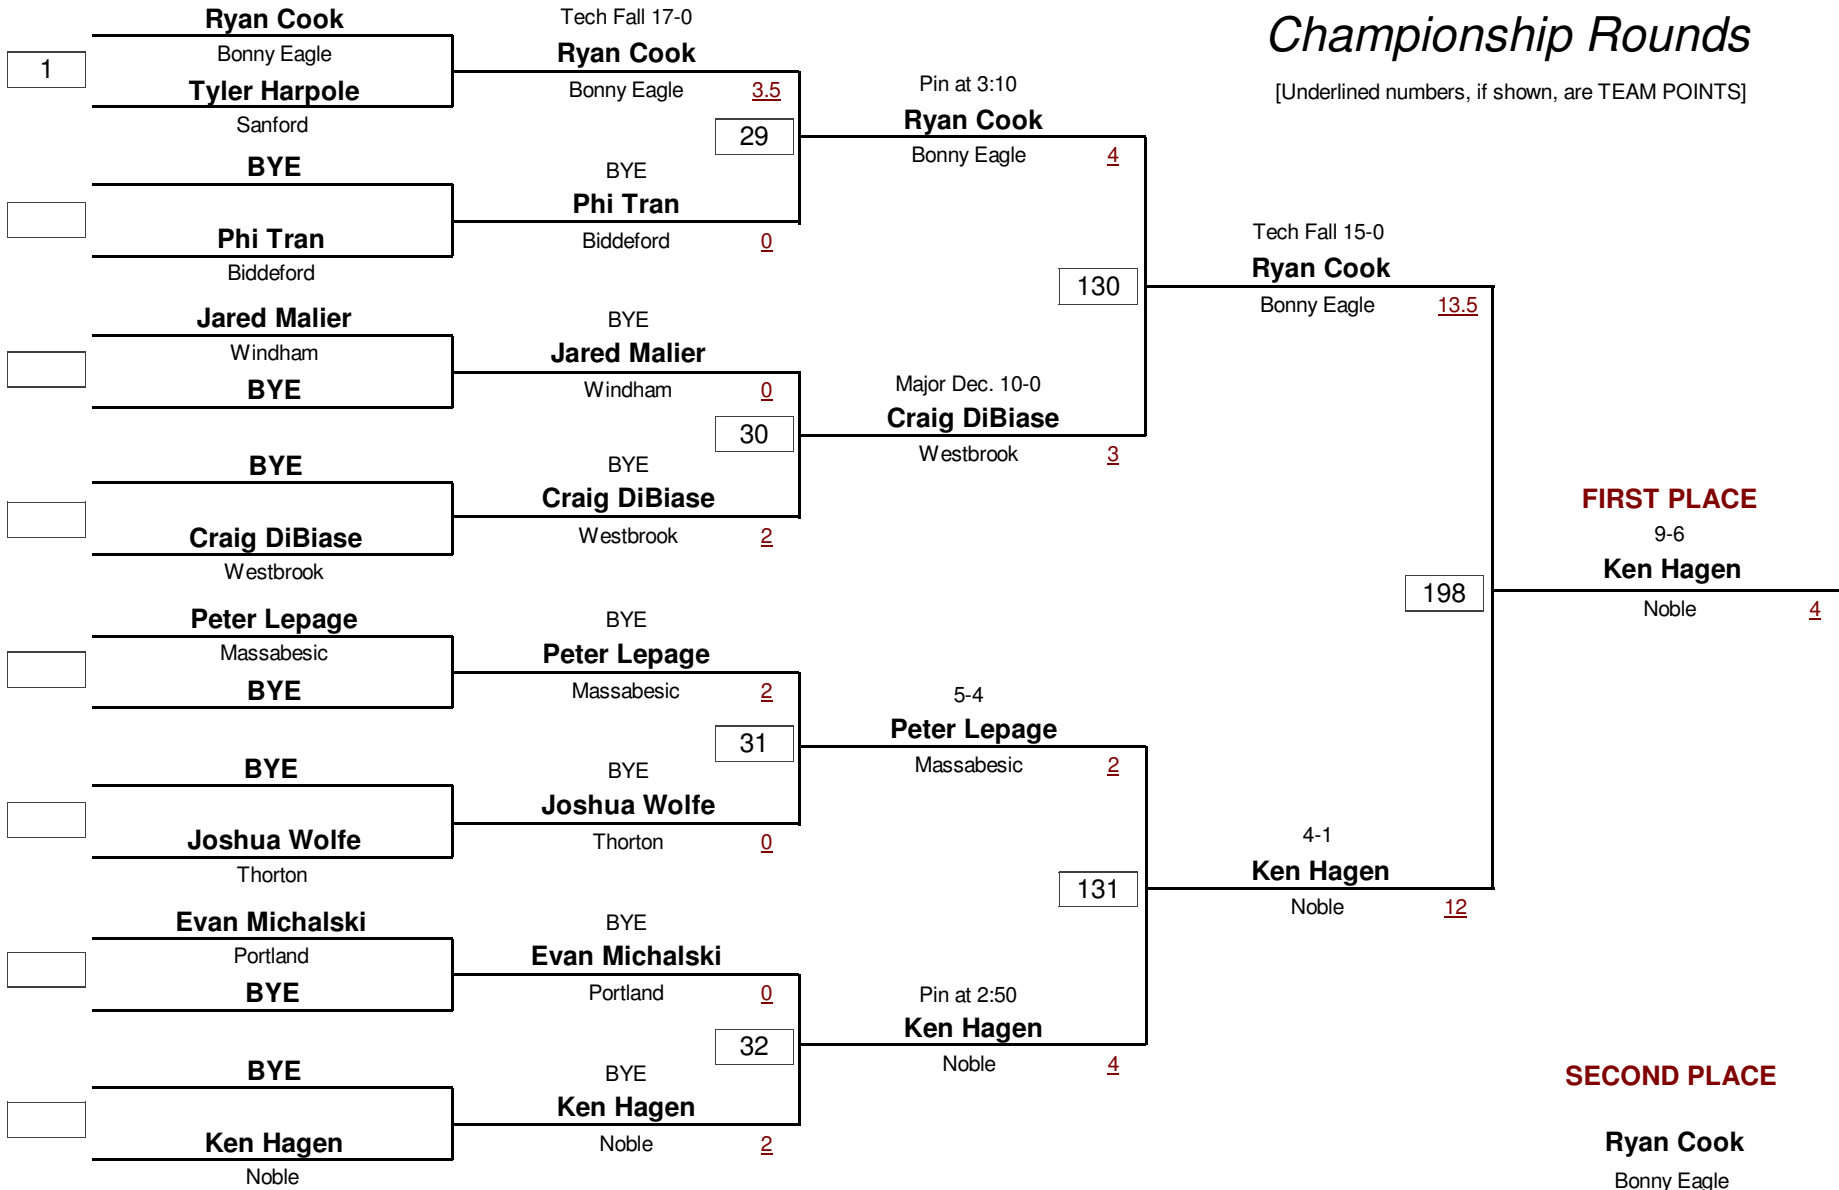 Championship Rounds
[Underlined numbers, if shown, are TEAM POINTS]
Ryan Cook
Bonny Eagle
1
Tyler Harpole
Sanford
BYE
Phi Tran
Biddeford
Jared Malier
Windham
BYE
BYE
Craig DiBiase
Westbrook
Peter Lepage
Massabesic
BYE
BYE
Joshua Wolfe
Thorton
Evan Michalski
Portland
BYE
BYE
Ken Hagen
Noble
Tech Fall 17-0
Ryan Cook
Bonny Eagle 3.5
29
BYE
Phi Tran
Biddeford 0
BYE
Jared Malier
Windham 0
30
BYE
Craig DiBiase
Westbrook 2
BYE
Peter Lepage
Massabesic 2
31
BYE
Joshua Wolfe
Thorton 0
BYE
Evan Michalski
Portland 0
32
BYE
Ken Hagen
Noble 2
Pin at 3:10
Ryan Cook
Bonny Eagle 4
130
Major Dec. 10-0
Craig DiBiase
Westbrook 3
5-4
Peter Lepage
Massabesic 2
131
Pin at 2:50
Ken Hagen
Noble 4
Tech Fall 15-0
Ryan Cook
Bonny Eagle 13.5
198
4-1
Ken Hagen
Noble 12
FIRST PLACE
9-6
Ken Hagen
Noble 4
SECOND PLACE
Ryan Cook
Bonny Eagle